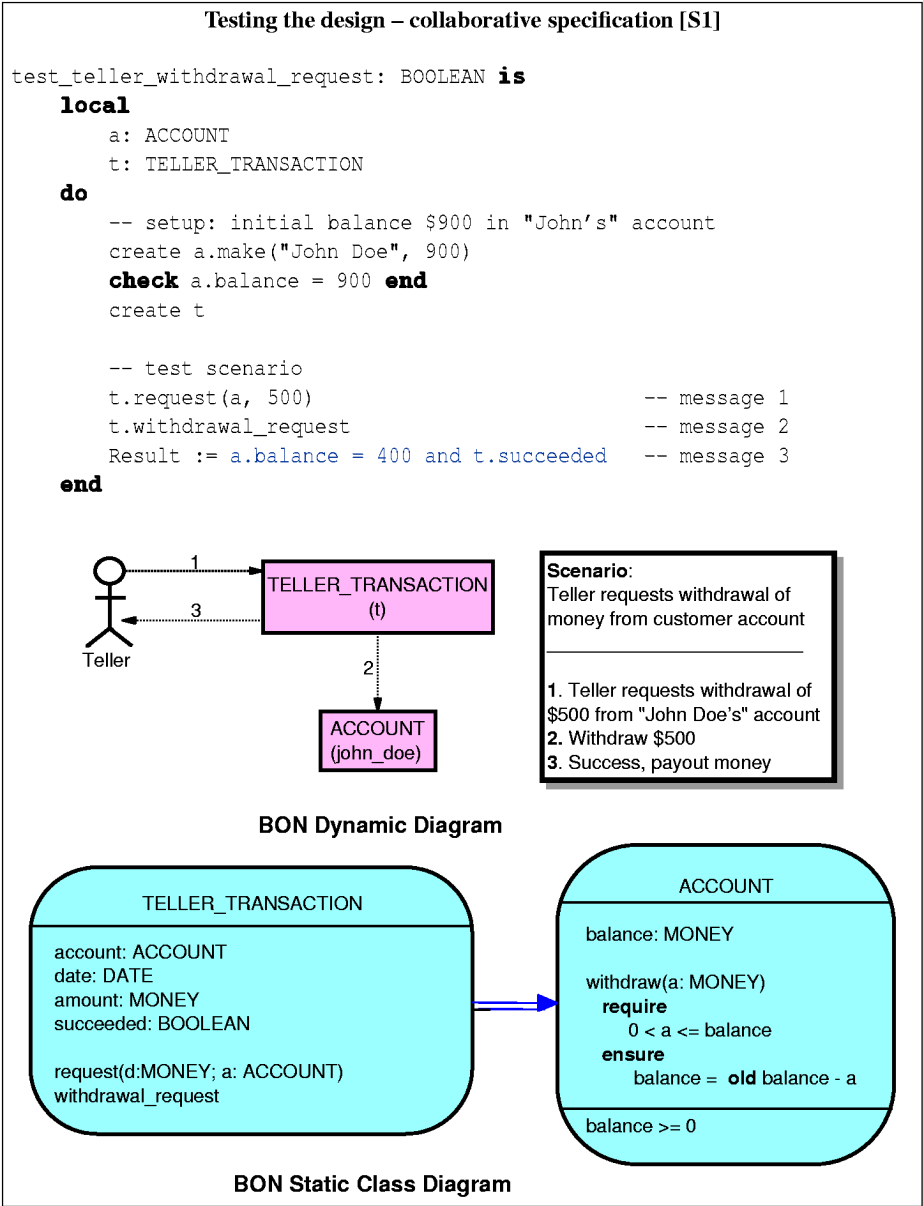 Testing the design – collaborative specification [S1]
test_teller_withdrawal_request: BOOLEAN is
local
a: ACCOUNT
t: TELLER_TRANSACTION
do
-- setup: initial balance $900 in "John's" account
create a.make("John Doe", 900)
check a.balance = 900 end
create t
-- test scenario
t.request(a, 500) -- message 1
t.withdrawal_request -- message 2
Result := a.balance = 400 and t.succeeded -- message 3
end
1
TELLER_TRANSACTION
(t)
3
Teller
2
ACCOUNT
(john_doe)
Scenario:
Teller requests withdrawal of
money from customer account
1. Teller requests withdrawal of
$500 from "John Doe's" account
2. Withdraw $500
3. Success, payout money
BON Dynamic Diagram
TELLER_TRANSACTION
account: ACCOUNT
date: DATE
amount: MONEY
succeeded: BOOLEAN
request(d:MONEY; a: ACCOUNT)
withdrawal_request
ACCOUNT
balance: MONEY
withdraw(a: MONEY)
require
0 < a <= balance
ensure
balance = old balance - a
balance >= 0
BON Static Class Diagram